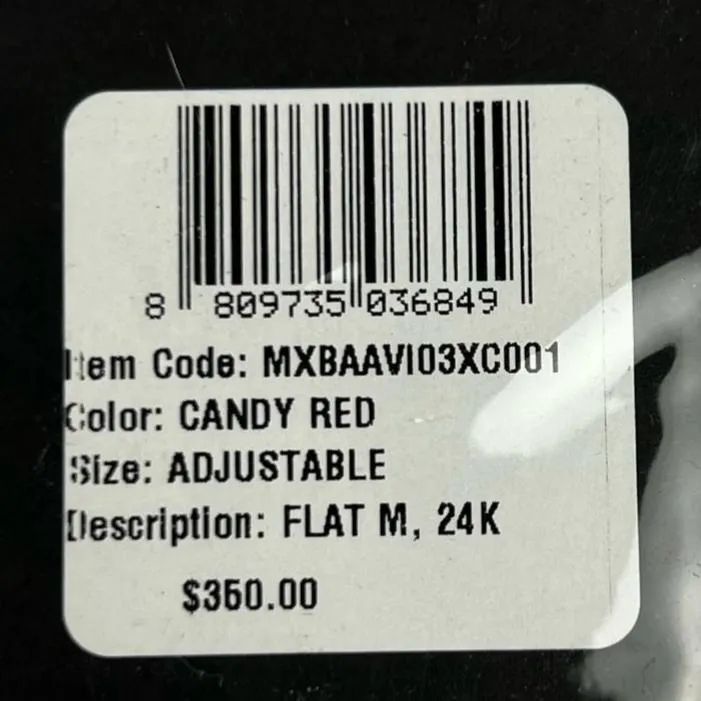 8 809735 036849
Item Code: MXBAAVI03XC001
Color: CANDY RED
Size: ADJUSTABLE
Description: FLAT M, 24K
$350.00